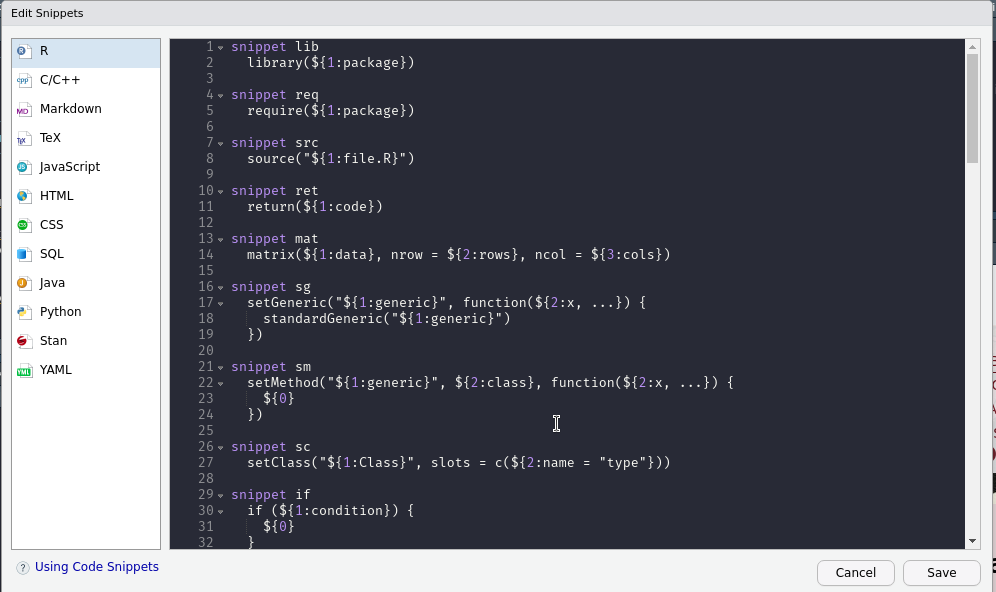 Edit Snippets
R
C/C++
Markdown
TeX
JavaScript
HTML
CSS
SQL
Java
Python
Stan
YAML
1 snippet lib
2   library(${1:package})
3
4 snippet req
5   require(${1:package})
6
7 snippet src
8   source("${1:file.R}")
9
10 snippet ret
11   return(${1:code})
12
13 snippet mat
14   matrix(${1:data}, nrow = ${2:rows}, ncol = ${3:cols})
15
16 snippet sg
17   setGeneric("${1:generic}", function(${2:x, ...}) {
18     standardGeneric("${1:generic}")
19   })
20
21 snippet sm
22   setMethod("${1:generic}", ${2:class}, function(${2:x, ...}) {
23     ${0}
24   })
25
26 snippet sc
27   setClass("${1:Class}", slots = c(${2:name = "type"}))
28
29 snippet if
30   if (${1:condition}) {
31     ${0}
32   }
? Using Code Snippets
Cancel
Save